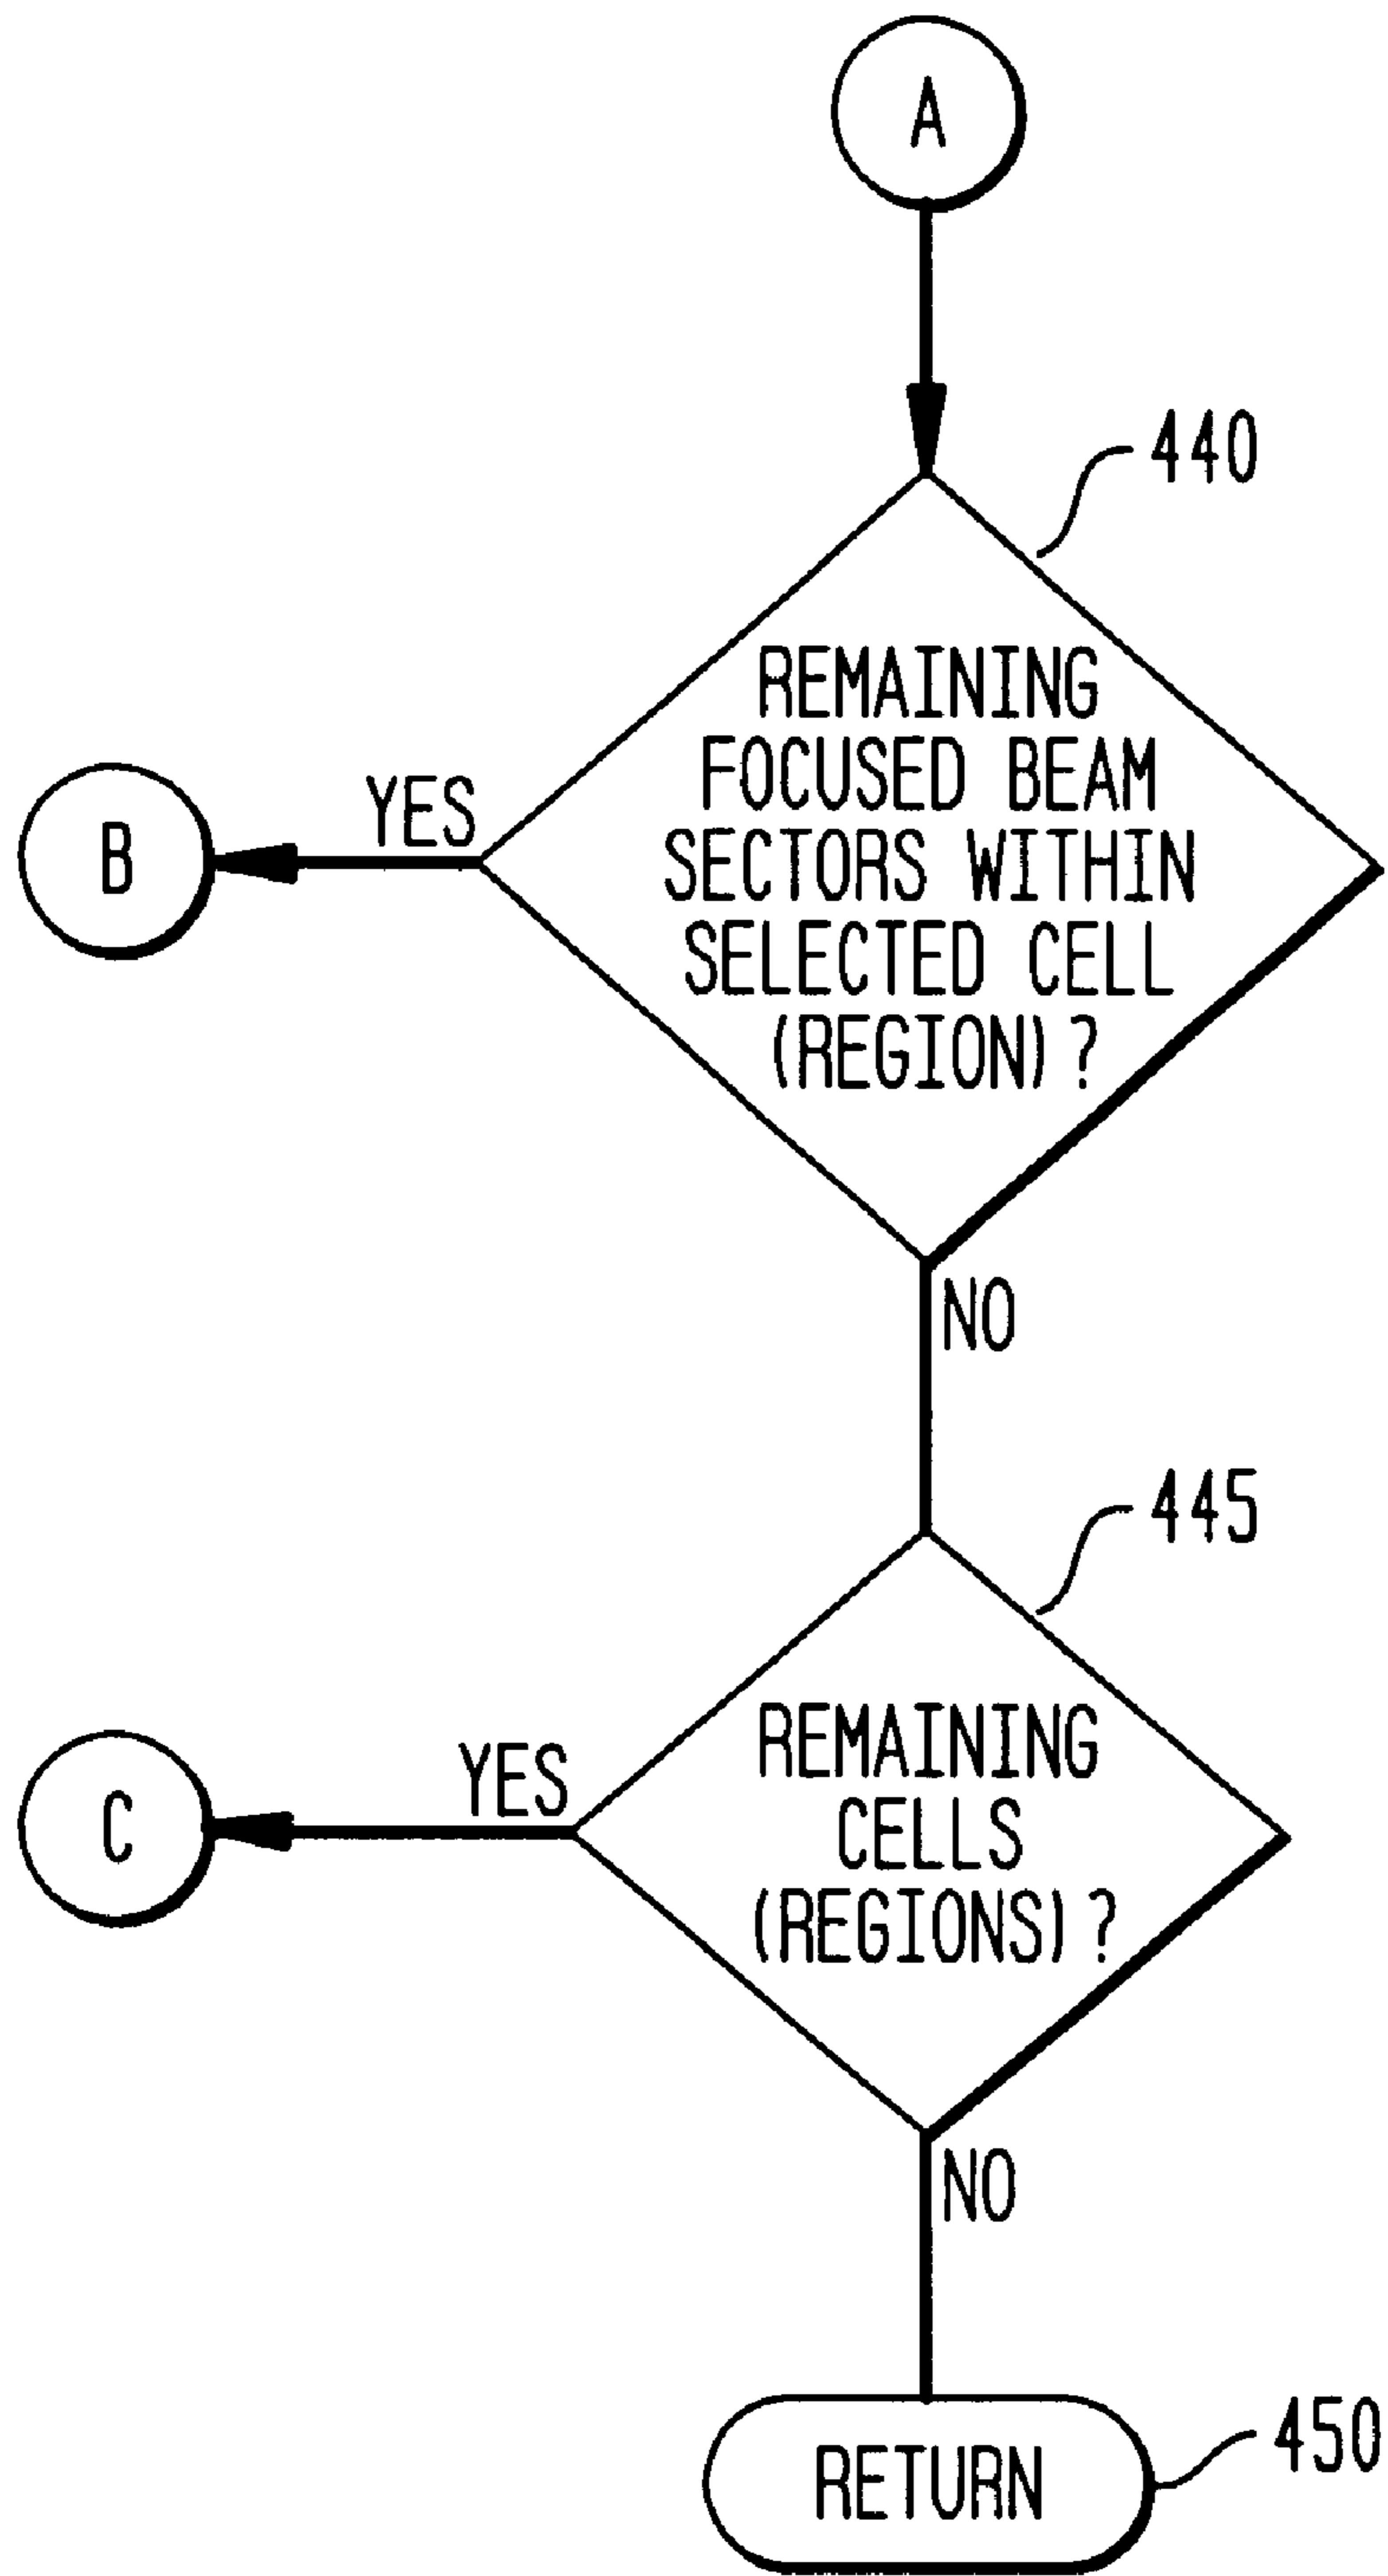 A
440
REMAINING
FOCUSED BEAM
SECTORS WITHIN
SELECTED CELL
(REGION)?
YES
B
NO
445
REMAINING
CELLS
(REGIONS)?
YES
C
NO
RETURN
450